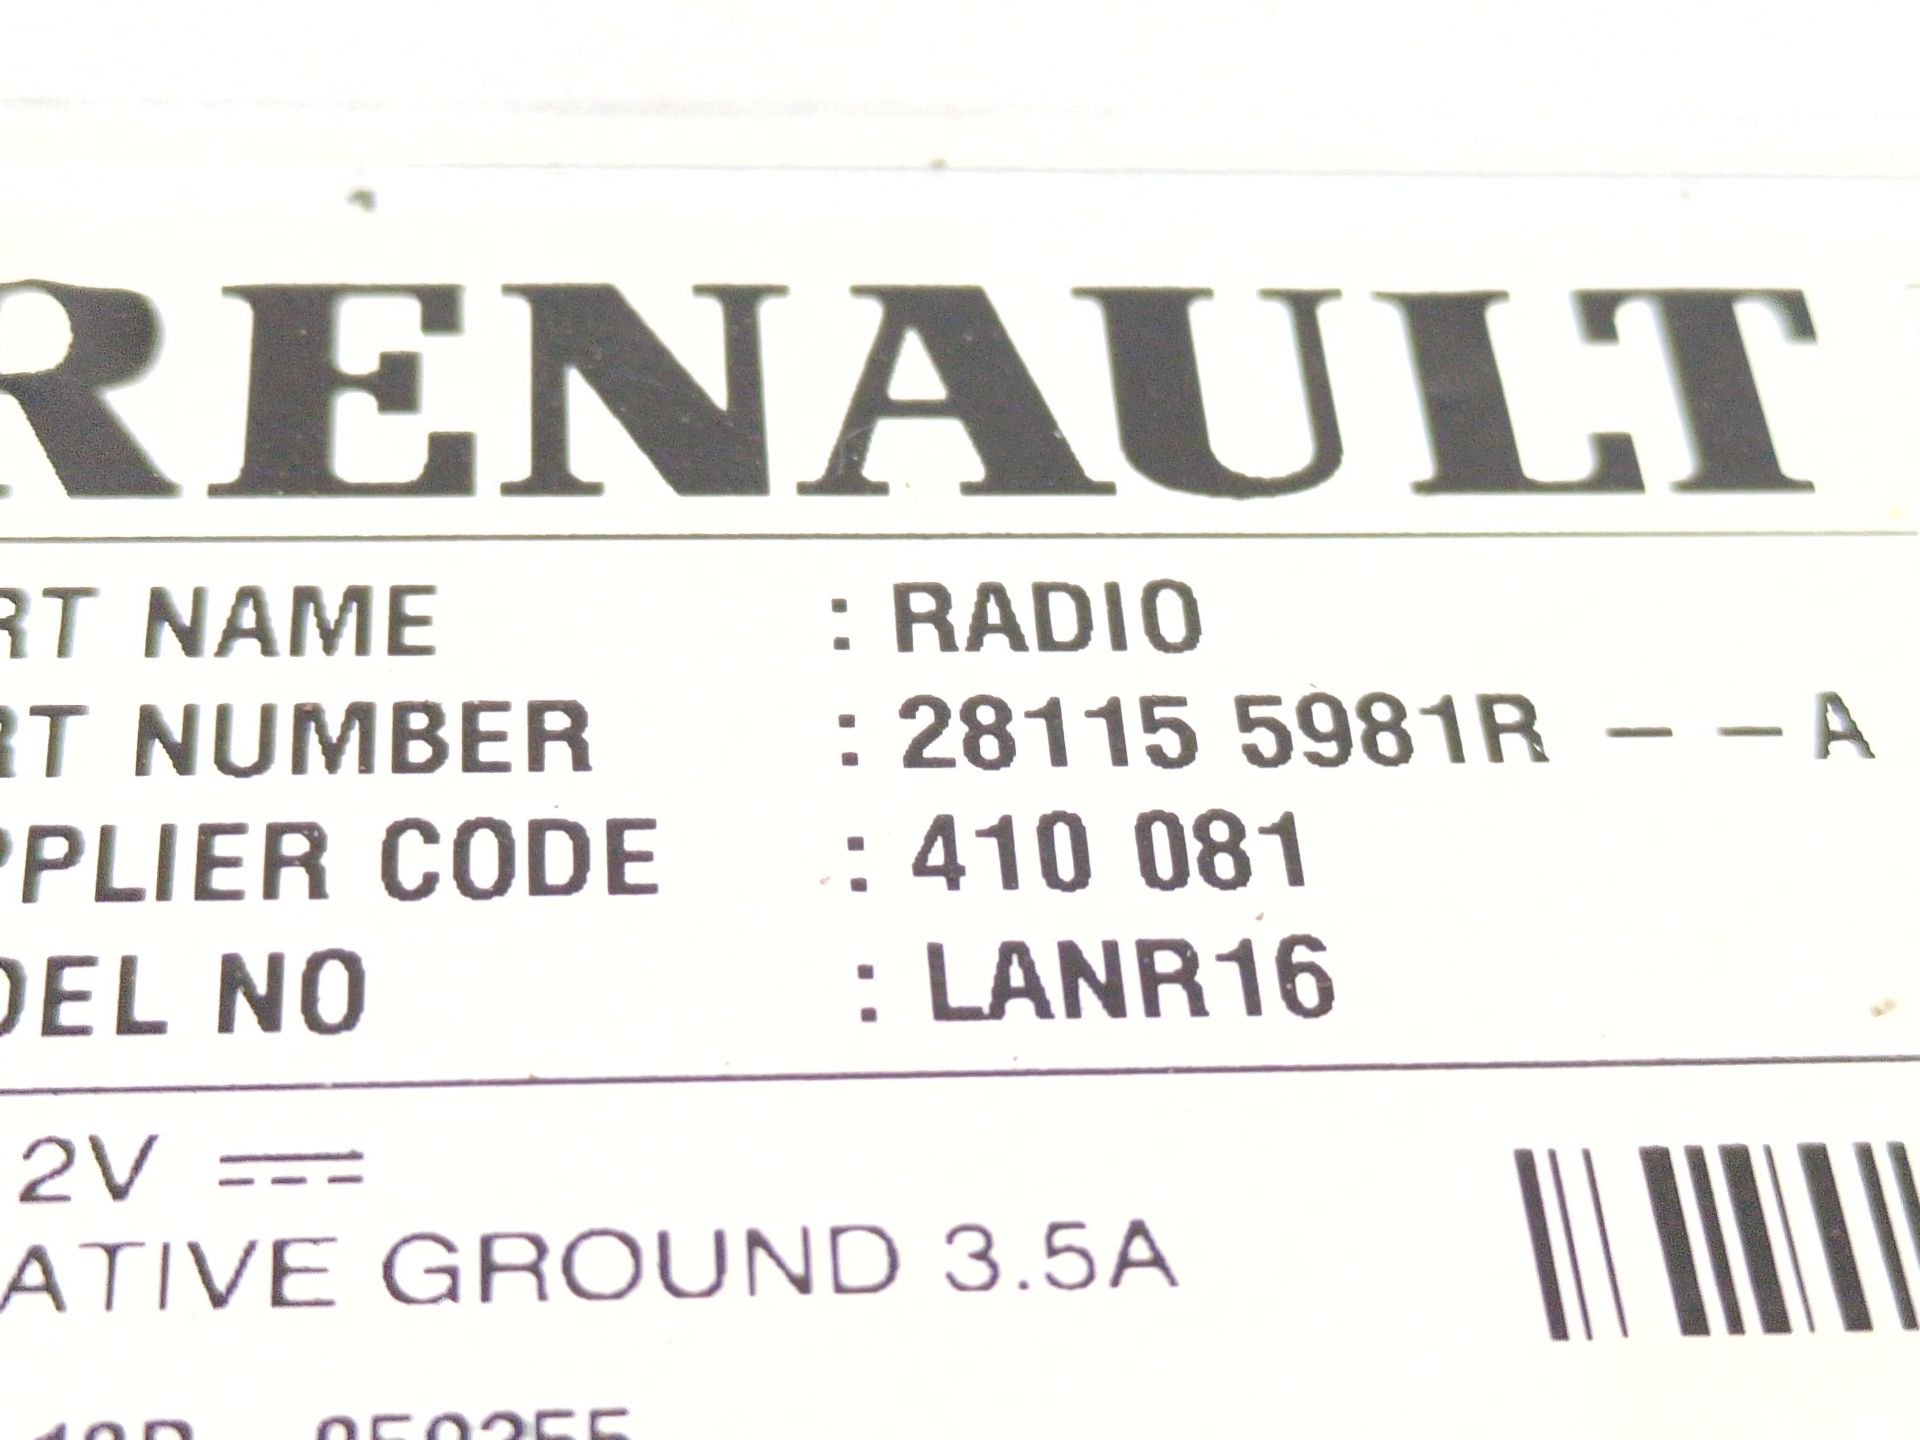 RENAULT
RT NAME : RADIO
RT NUMBER : 28115 5981R - - A
PPLIER CODE : 410 081
DEL NO : LANR16
2V
ATIVE GROUND 3.5A